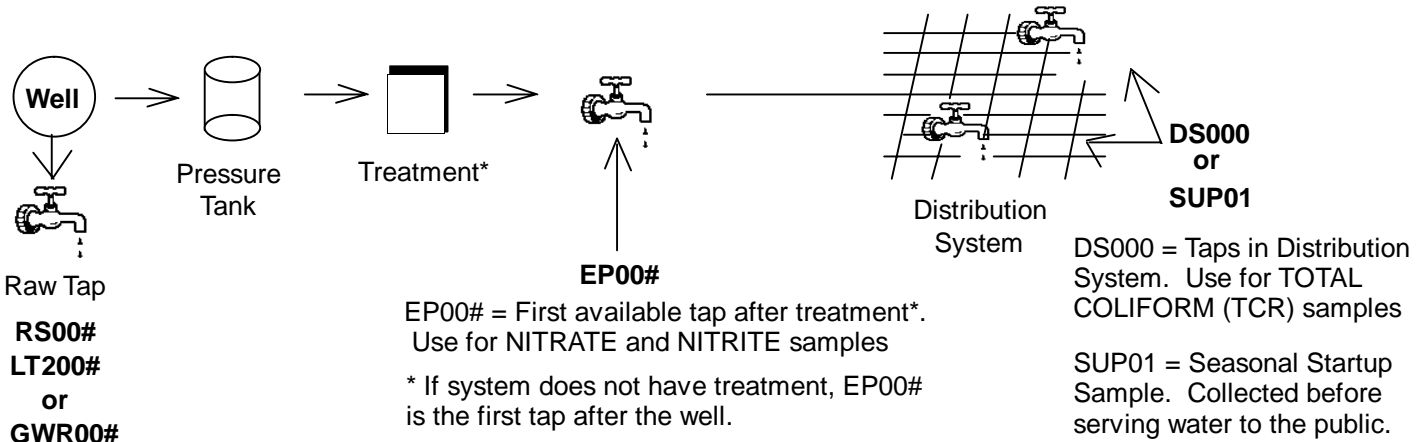 Well
Pressure
Tank
Treatment*
Raw Tap
RS00#
LT200#
or
GWR00#
EP00#
EP00# = First available tap after treatment*.
Use for NITRATE and NITRITE samples
* If system does not have treatment, EP00#
is the first tap after the well.
Distribution
System
DS000
or
SUP01
DS000 = Taps in Distribution
System. Use for TOTAL
COLIFORM (TCR) samples
SUP01 = Seasonal Startup
Sample. Collected before
serving water to the public.